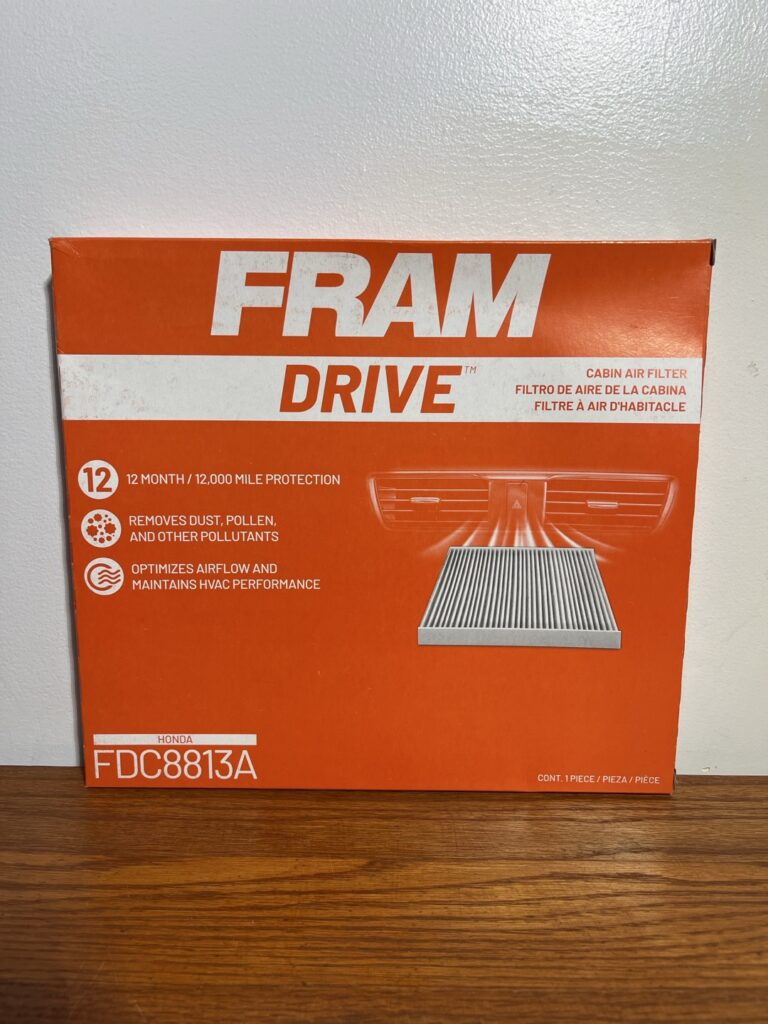 FRAM
DRIVE™
CABIN AIR FILTER
FILTRO DE AIRE DE LA CABINA
FILTRE À AIR D'HABITACLE
12
12 MONTH / 12,000 MILE PROTECTION
REMOVES DUST, POLLEN,
AND OTHER POLLUTANTS
OPTIMIZES AIRFLOW AND
MAINTAINS HVAC PERFORMANCE
HONDA
FDC8813A
CONT. 1 PIECE / PIEZA / PIÈCE